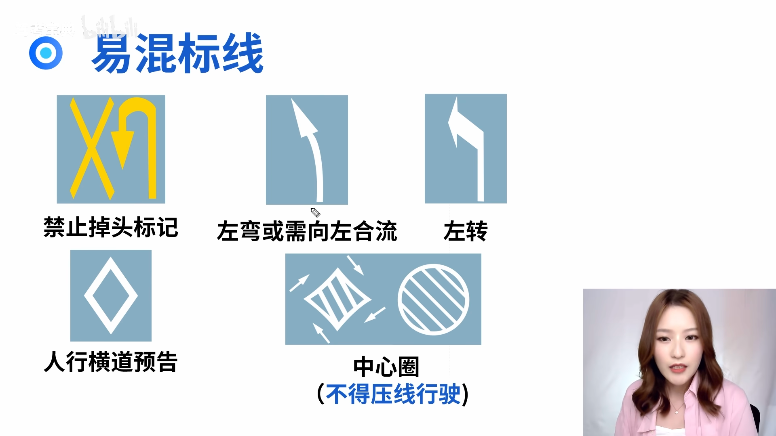 易混标线
禁止掉头标记
左弯或需向左合流
左转
人行横道预告
中心圈
（不得压线行驶）